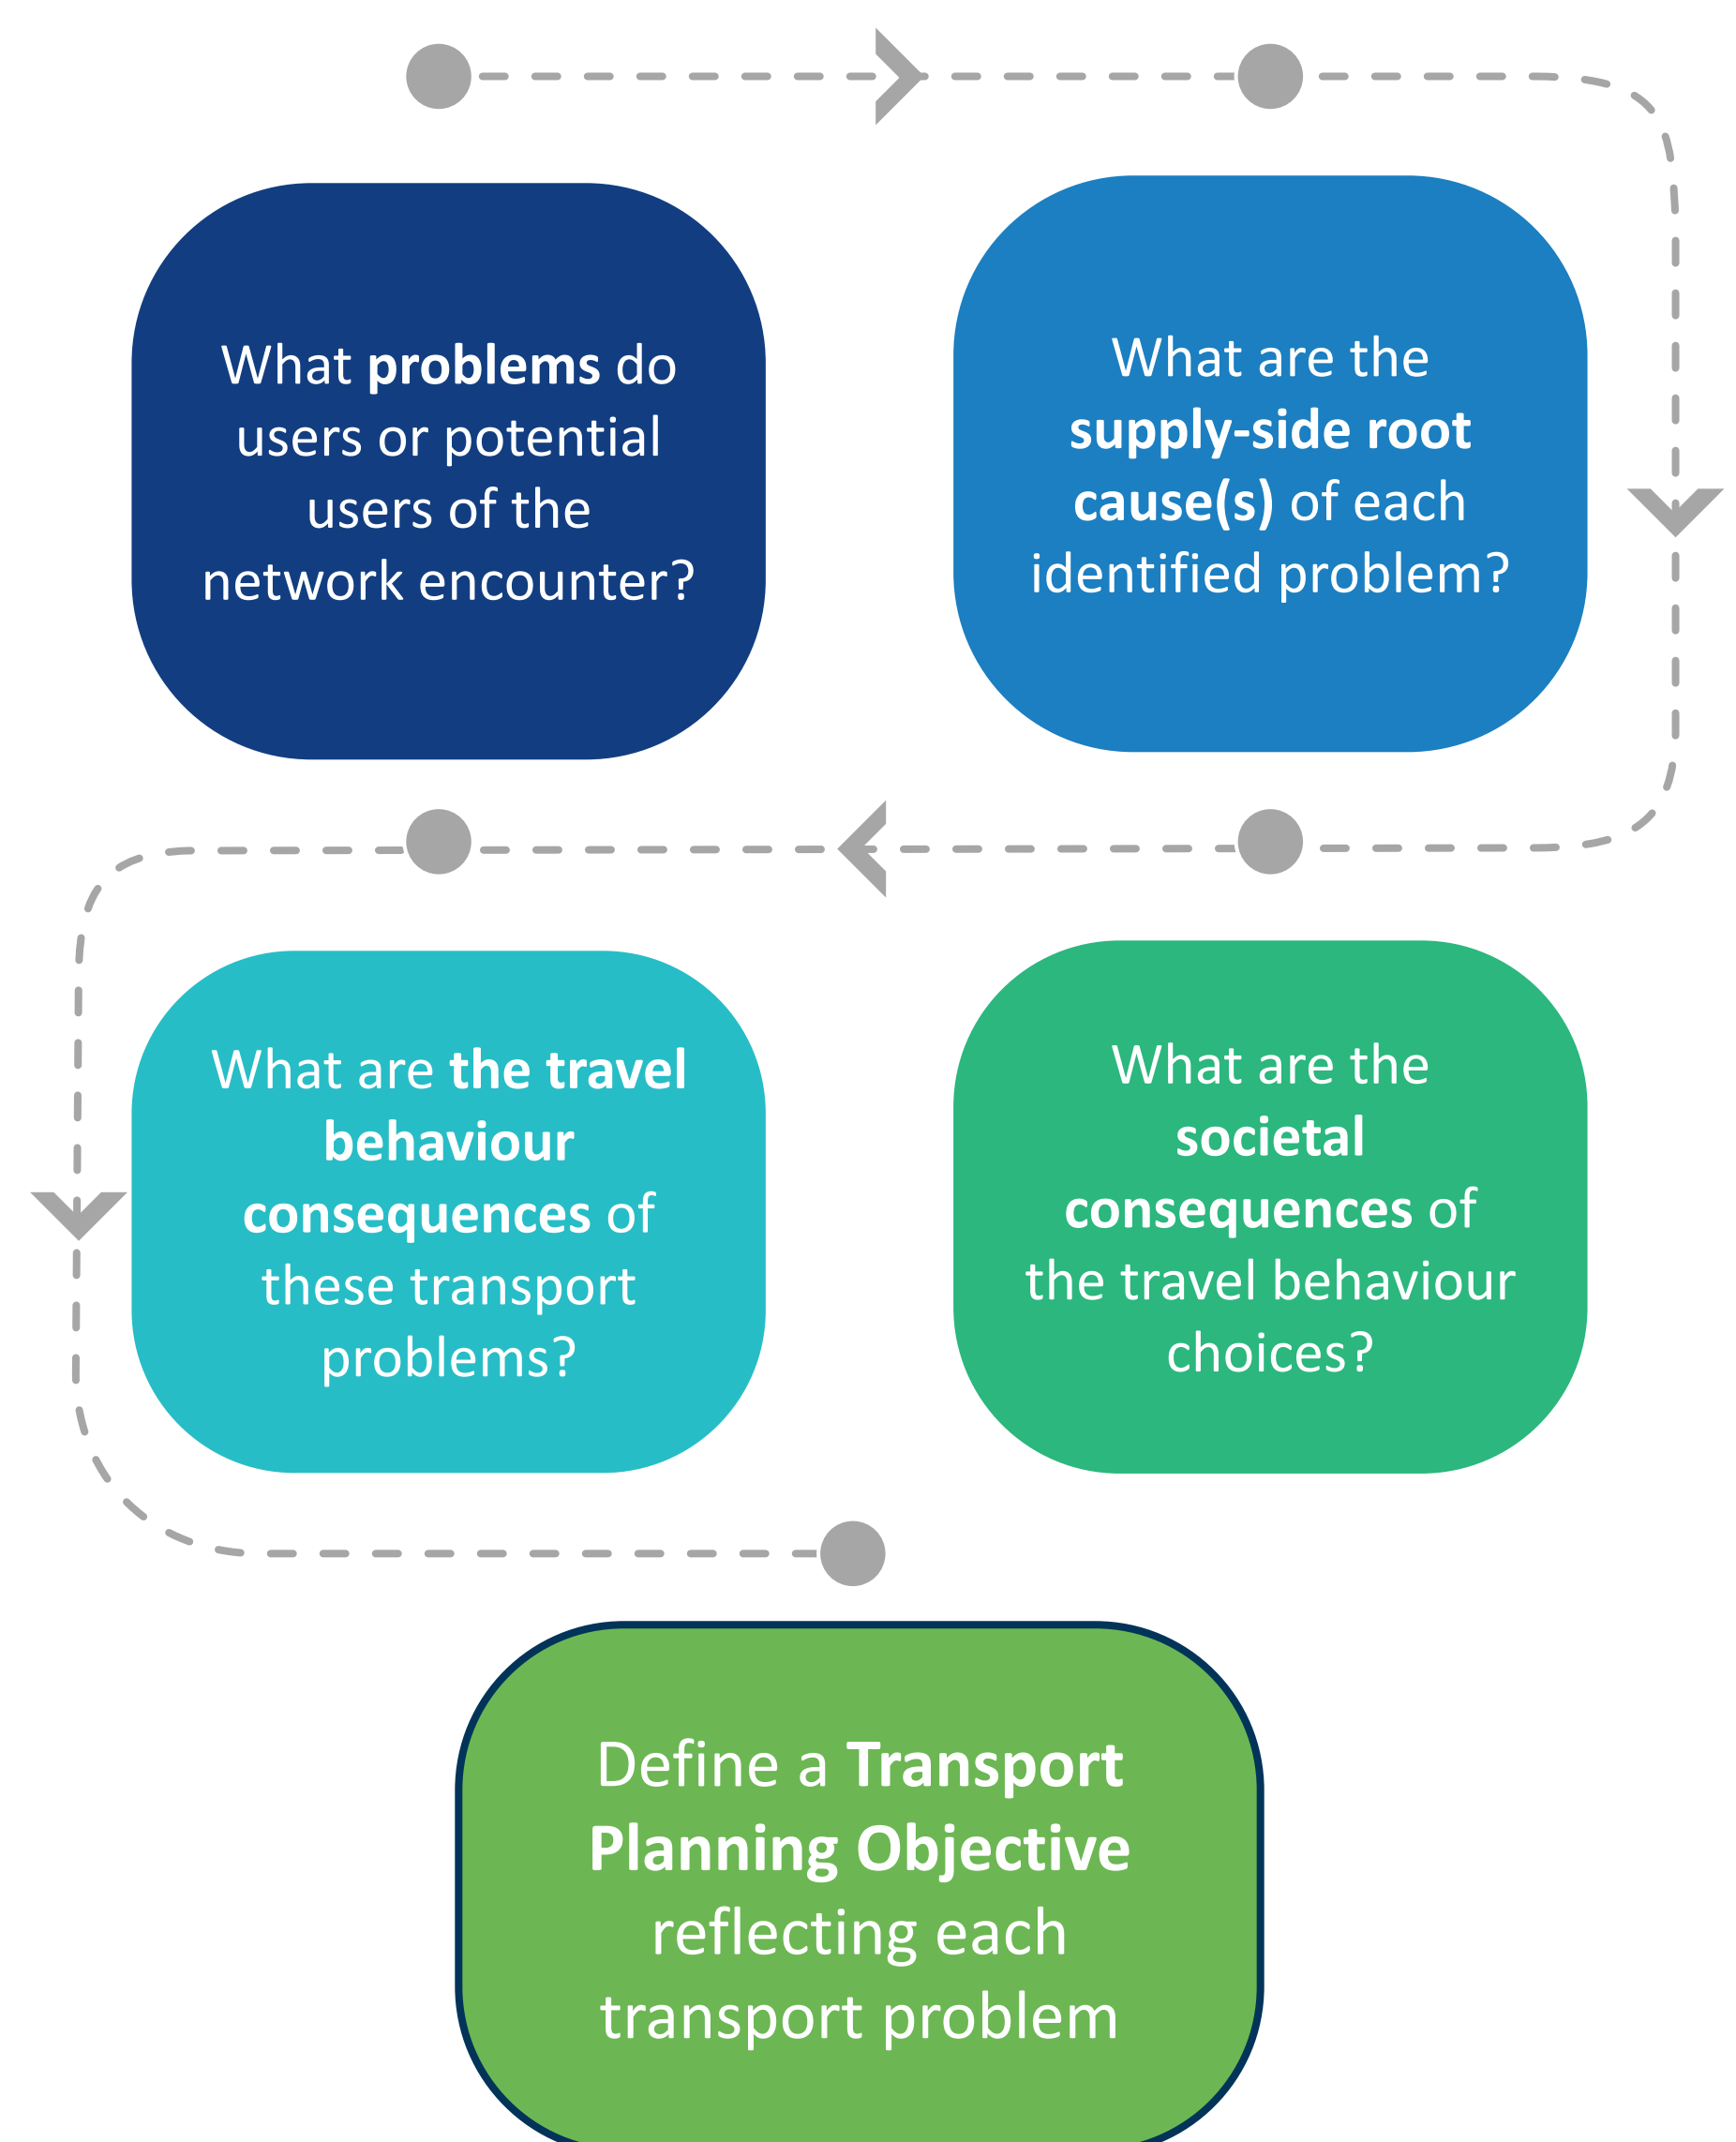 What problems do
users or potential
users of the
network encounter?
What are the
supply-side root
cause(s) of each
identified problem?
What are the travel
behaviour
consequences of
these transport
problems?
What are the
societal
consequences of
the travel behaviour
choices?
Define a Transport
Planning Objective
reflecting each
transport problem